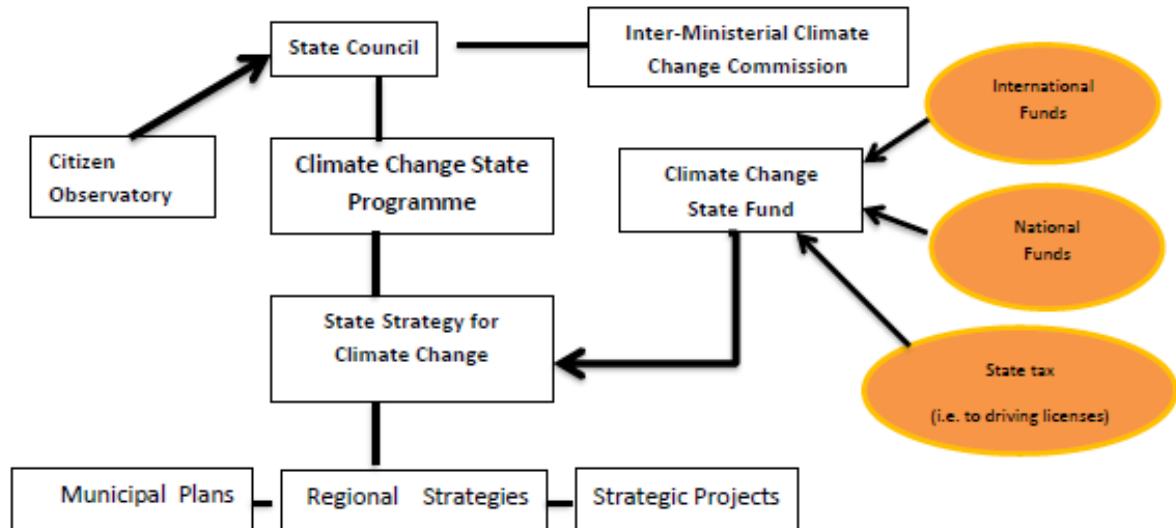 State Council
Inter-Ministerial Climate
Change Commission
International
Funds
Citizen
Observatory
Climate Change State
Programme
Climate Change
State Fund
National
Funds
State Strategy for
Climate Change
State tax
(i.e. to driving licenses)
Municipal Plans
Regional Strategies
Strategic Projects